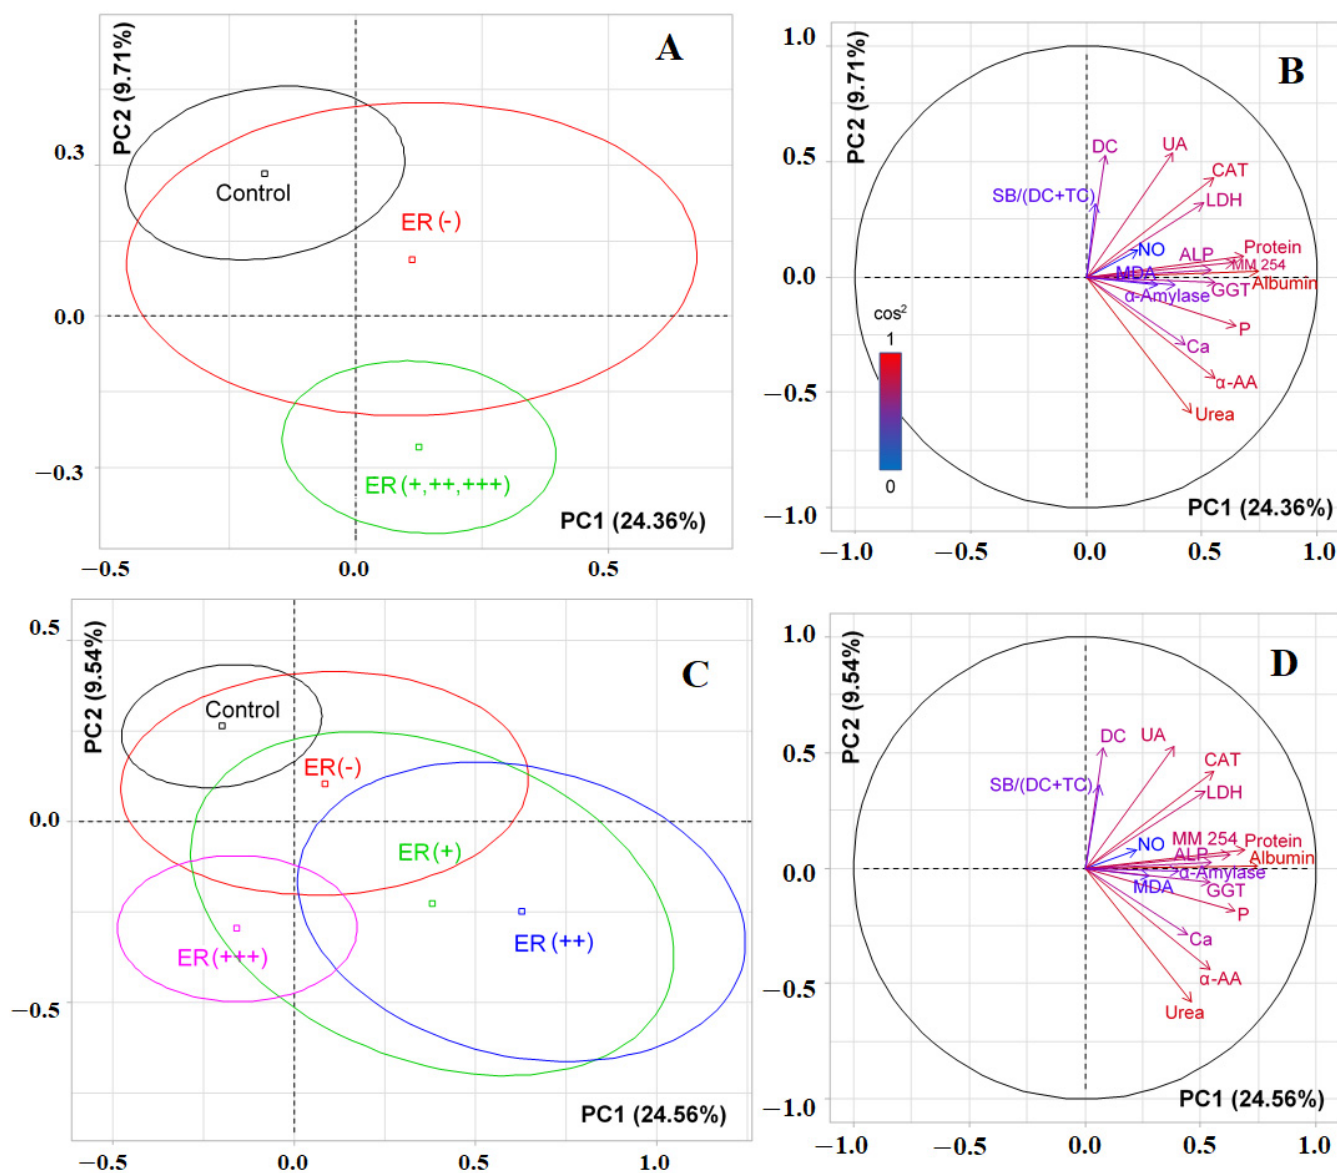 A
PC2 (9.71%)
0.3
0.0
−0.3
Control
ER (-)
ER (+,++,+++)
PC1 (24.36%)
−0.5
0.0
0.5
B
PC2 (9.71%)
1.0
0.5
0.0
−0.5
−1.0
DC
UA
CAT
SB/(DC+TC)
LDH
NO
ALP
Protein
MM 254
MDA
Albumin
α-Amylase
GGT
P
Ca
α-AA
Urea
cos²
1
0
PC1 (24.36%)
−1.0
−0.5
0.0
0.5
1.0
C
PC2 (9.54%)
0.5
0.0
−0.5
Control
ER (-)
ER (+)
ER (++)
ER (+++)
PC1 (24.56%)
−0.5
0.0
0.5
1.0
D
PC2 (9.54%)
1.0
0.5
0.0
−0.5
−1.0
DC
UA
CAT
SB/(DC+TC)
LDH
NO
MM 254
Protein
ALP
Albumin
α-Amylase
MDA
GGT
P
Ca
α-AA
Urea
PC1 (24.56%)
−1.0
−0.5
0.0
0.5
1.0